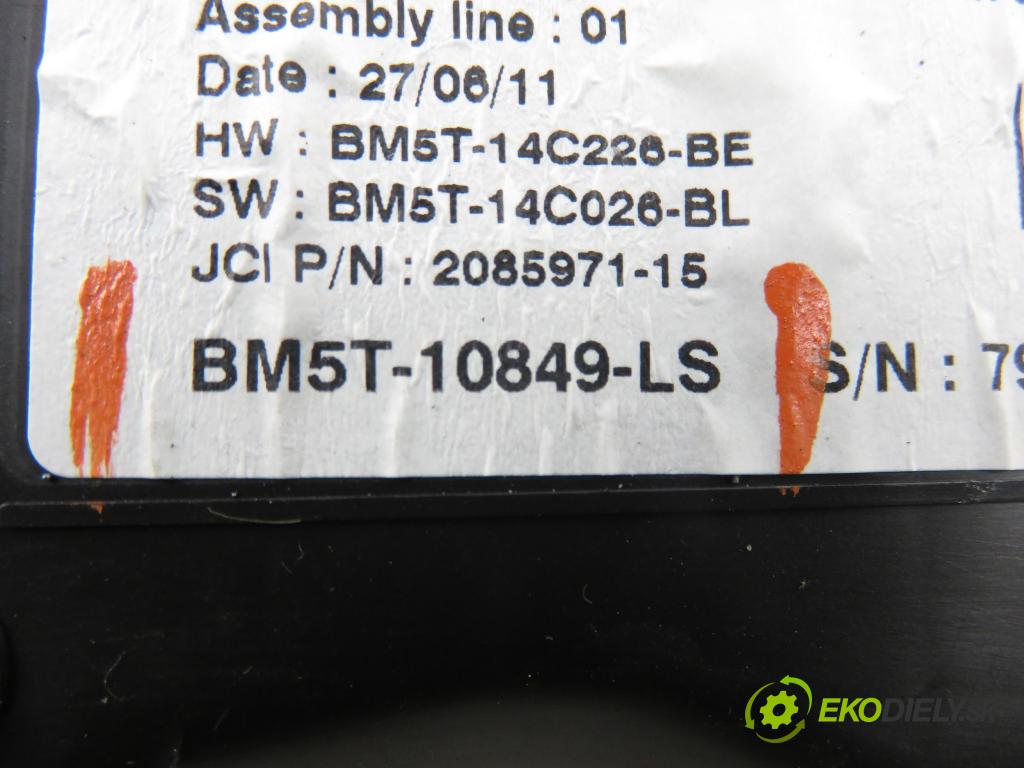 Assembly line : 01
Date : 27/06/11
HW : BM5T-14C226-BE
SW : BM5T-14C026-BL
JCI P/N : 2085971-15
BM5T-10849-LS S/N : 79
EKODIELY.SK